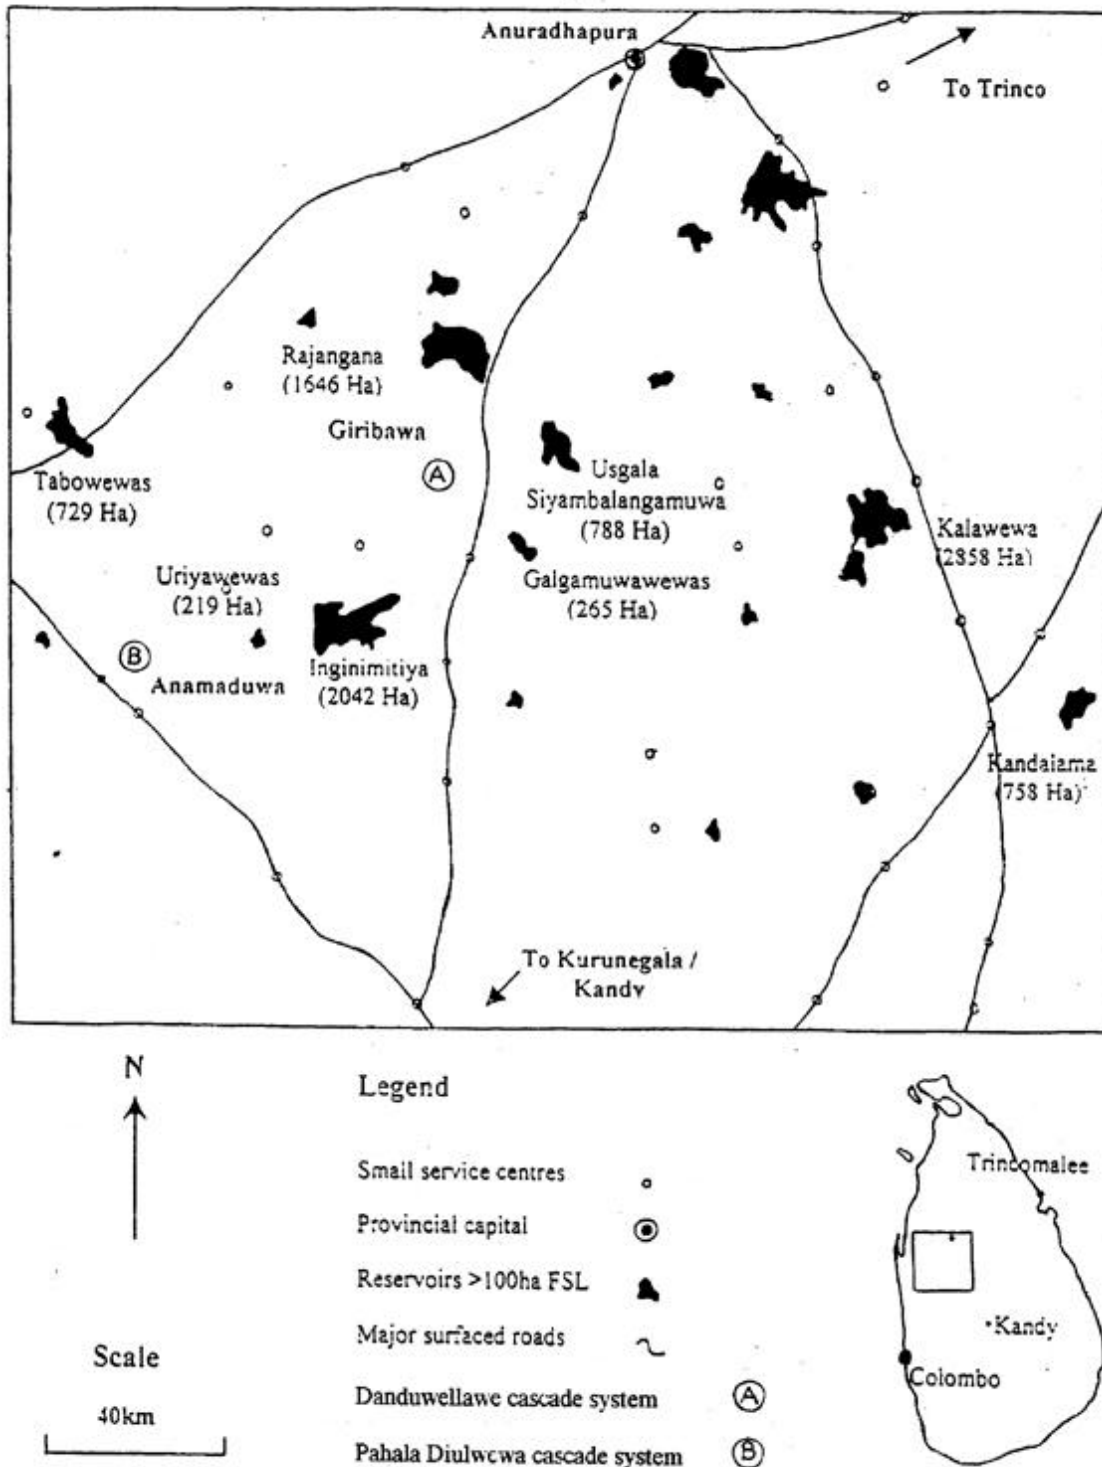 Anuradhapura
To Trinco
Rajangana
(1646 Ha)
Giribawa
A
Tabowewas
(729 Ha)
Usgala
Siyambalangamuwa
(788 Ha)
Kalawewa
(2858 Ha)
Galgamuwawewas
(265 Ha)
Uriyawewas
(219 Ha)
B
Anamaduwa
Inginimitiya
(2042 Ha)
Kandalama
(758 Ha)
To Kurunegala /
Kandy
N
Scale
40km
Legend
Small service centres
Provincial capital
Reservoirs >100ha FSL
Major surfaced roads
Danduwellawe cascade system A
Pahala Diulwewa cascade system B
Trincomalee
Kandy
Colombo